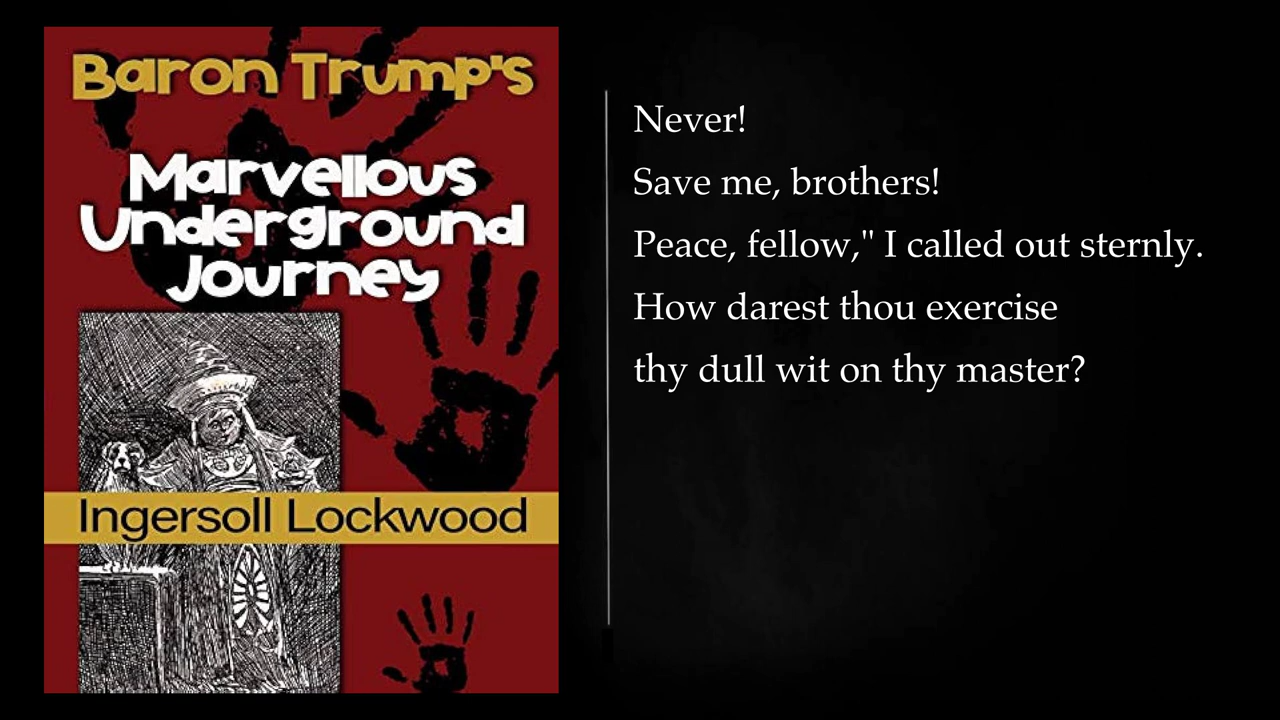 Baron Trump's
Marvellous
Underground
Journey
Ingersoll Lockwood
Never!
Save me, brothers!
Peace, fellow," I called out sternly.
How darest thou exercise
thy dull wit on thy master?